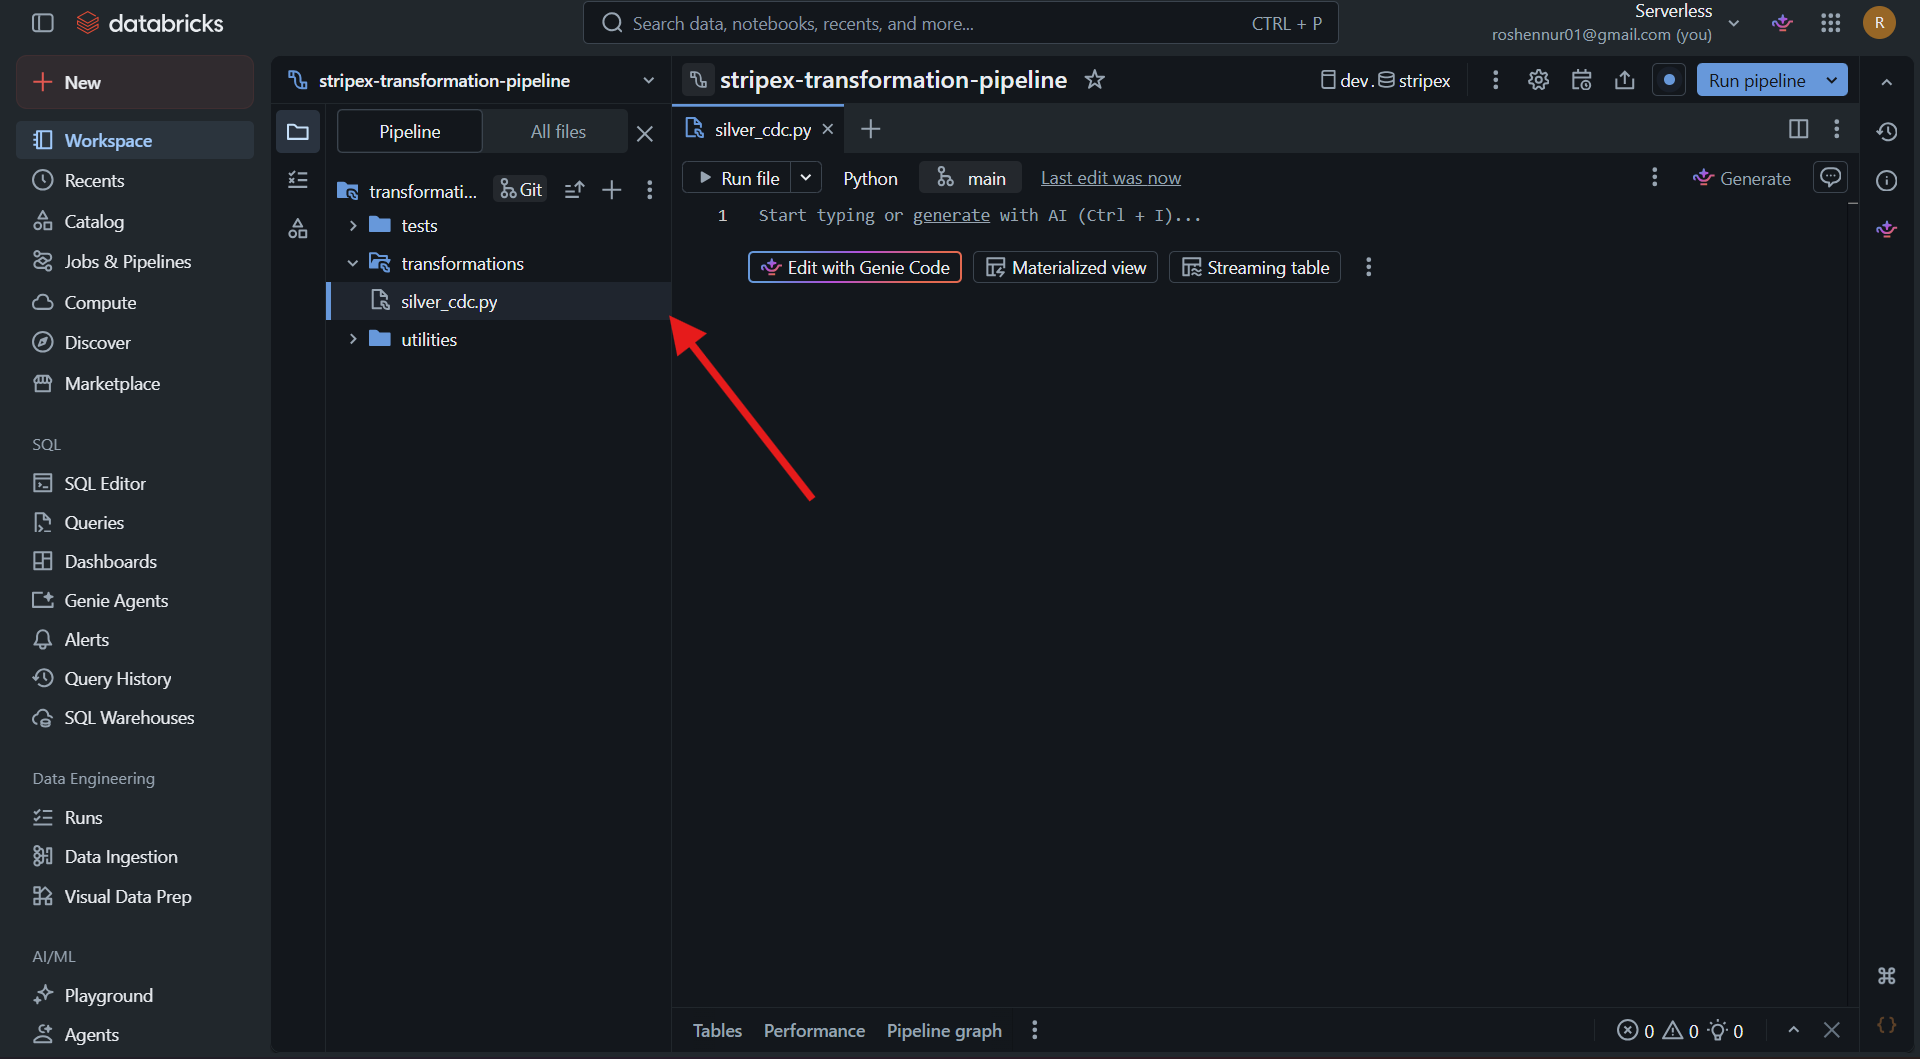 databricks
Search data, notebooks, recents, and more...
CTRL + P
Serverless
roshennur01@gmail.com (you)
R
New
Workspace
Recents
Catalog
Jobs & Pipelines
Compute
Discover
Marketplace
SQL
SQL Editor
Queries
Dashboards
Genie Agents
Alerts
Query History
SQL Warehouses
Data Engineering
Runs
Data Ingestion
Visual Data Prep
AI/ML
Playground
Agents
stripex-transformation-pipeline
Pipeline
All files
transformati...
Git
tests
transformations
silver_cdc.py
utilities
stripex-transformation-pipeline
dev.
stripex
Run pipeline
silver_cdc.py
Run file
Python
main
Last edit was now
Generate
1
Start typing or generate with AI (Ctrl + I)...
Edit with Genie Code
Materialized view
Streaming table
Tables
Performance
Pipeline graph
0
0
0